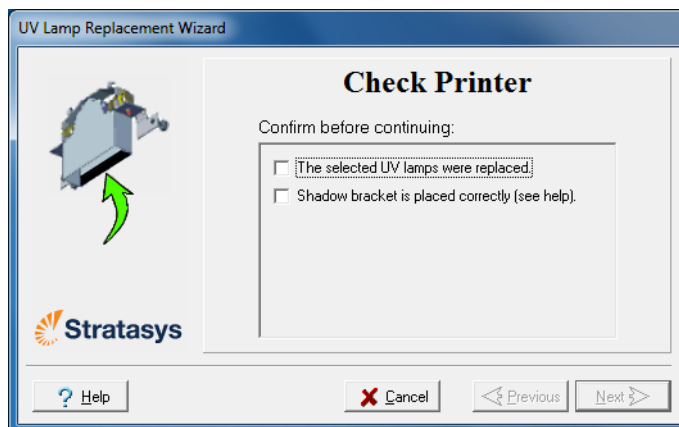 UV Lamp Replacement Wizard
Check Printer
Confirm before continuing:
The selected UV lamps were replaced.
Shadow bracket is placed correctly (see help).
Stratasys
? Help
Cancel
Previous
Next